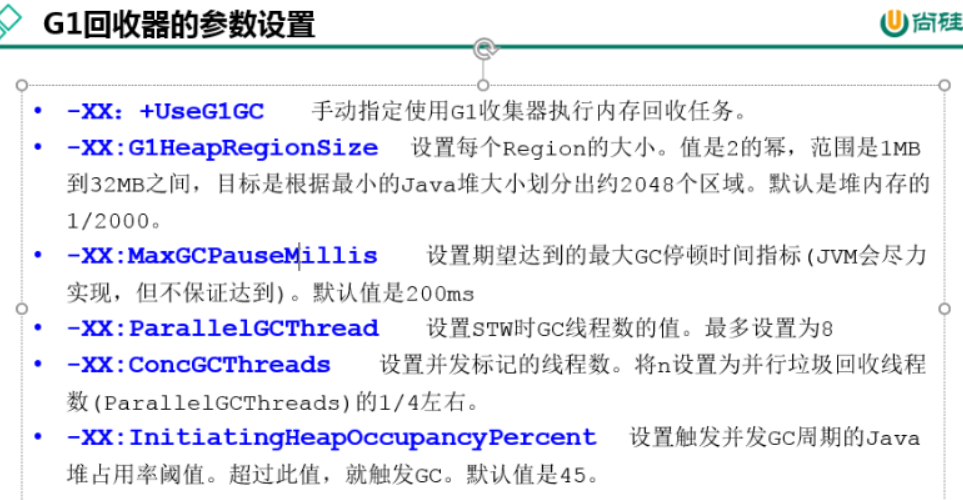 G1回收器的参数设置
尚硅
• -XX：+UseG1GC 手动指定使用G1收集器执行内存回收任务。
• -XX:G1HeapRegionSize 设置每个Region的大小。值是2的幂，范围是1MB
到32MB之间，目标是根据最小的Java堆大小划分出约2048个区域。默认是堆内存的
1/2000。
• -XX:MaxGCPauseMillis 设置期望达到的最大GC停顿时间指标(JVM会尽力
实现，但不保证达到)。默认值是200ms
• -XX:ParallelGCThread 设置STW时GC线程数的值。最多设置为8
• -XX:ConcGCThreads 设置并发标记的线程数。将n设置为并行垃圾回收线程
数(ParallelGCThreads)的1/4左右。
• -XX:InitiatingHeapOccupancyPercent 设置触发并发GC周期的Java
堆占用率阈值。超过此值，就触发GC。默认值是45。